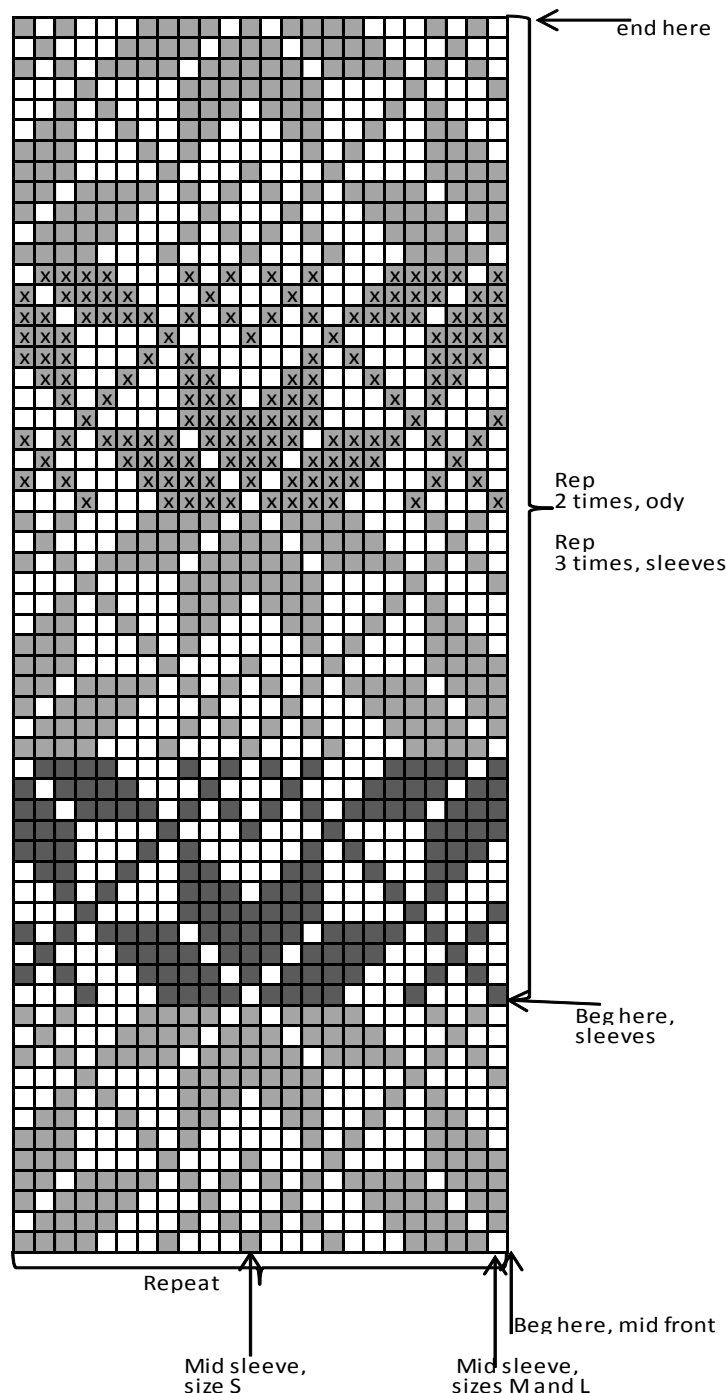 end here
Rep
2 times, ody
Rep
3 times, sleeves
Beg here,
sleeves
Repeat
Beg here, mid front
Mid sleeve,
size S
Mid sleeve,
sizes M and L